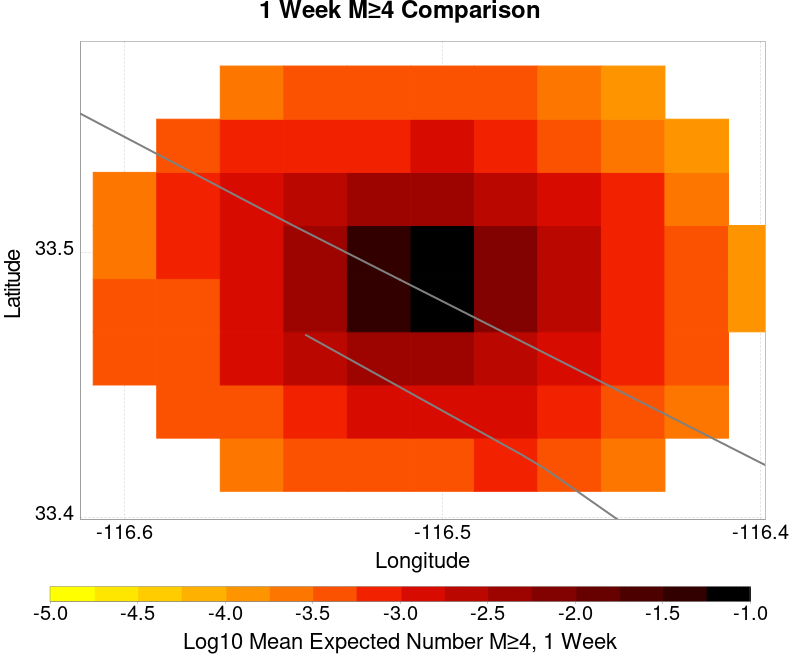 1 Week M≥4 Comparison
Latitude
33.5
33.4
-116.6 -116.5 -116.4
Longitude
-5.0 -4.5 -4.0 -3.5 -3.0 -2.5 -2.0 -1.5 -1.0
Log10 Mean Expected Number M≥4, 1 Week